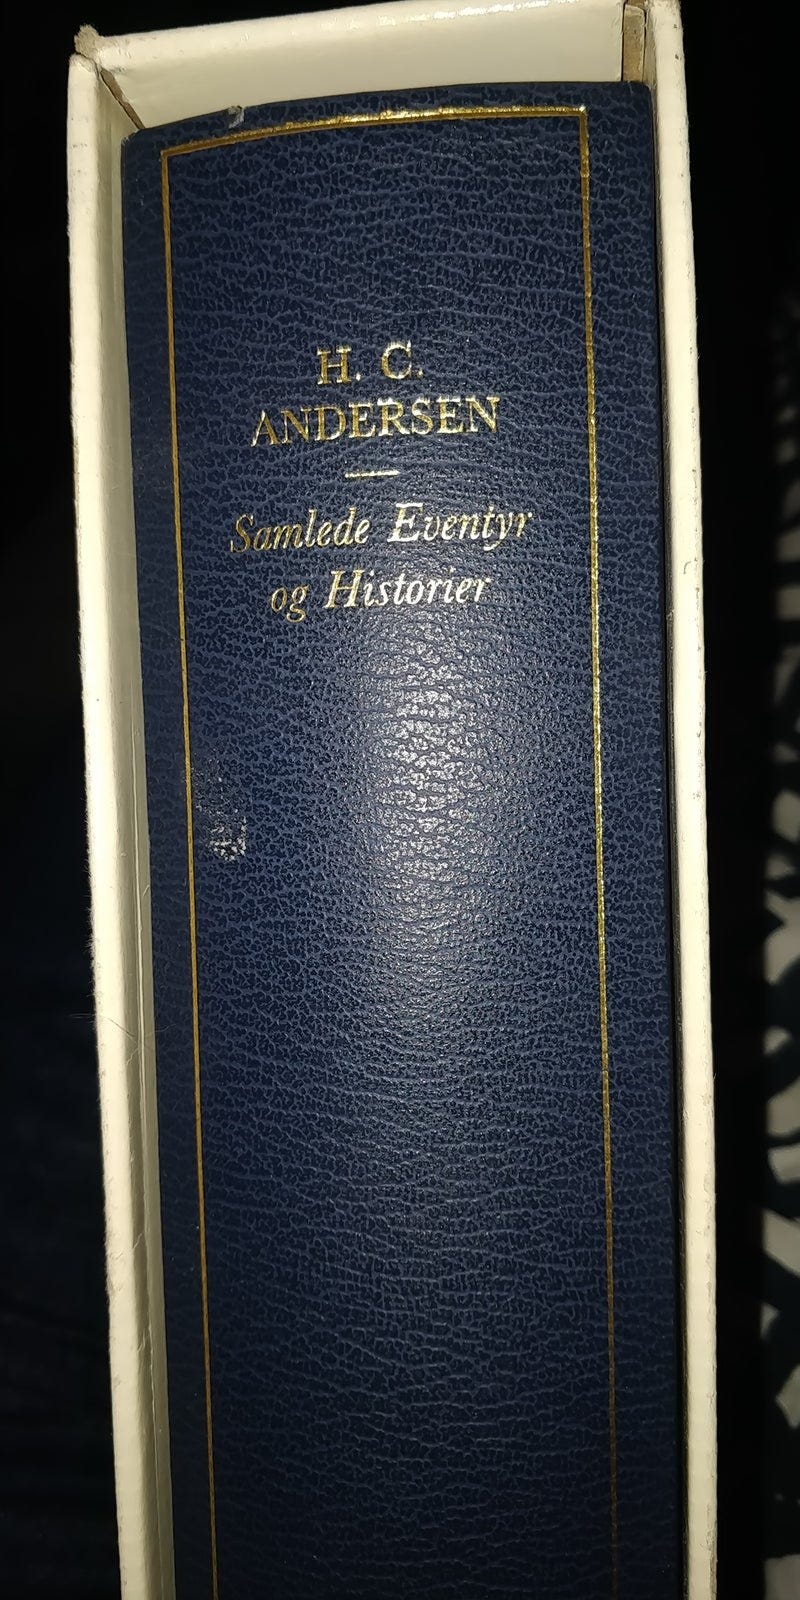 H. C.
ANDERSEN
Samlede Eventyr
og Historier